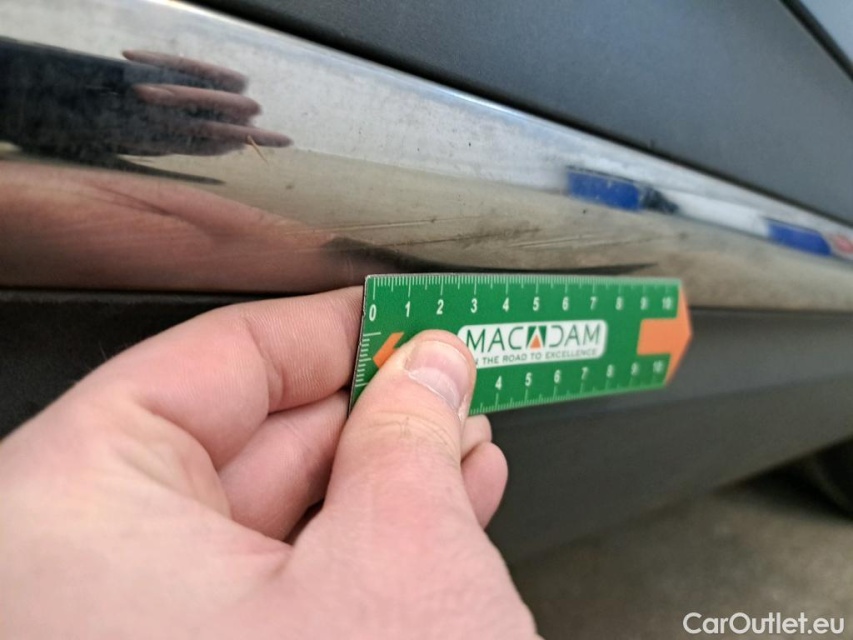 0 1 2 3 4 5 6 7 8 9 10
MACADAM
N THE ROAD TO EXCELLENCE
4 5 6 7 8 9 10
CarOutlet.eu